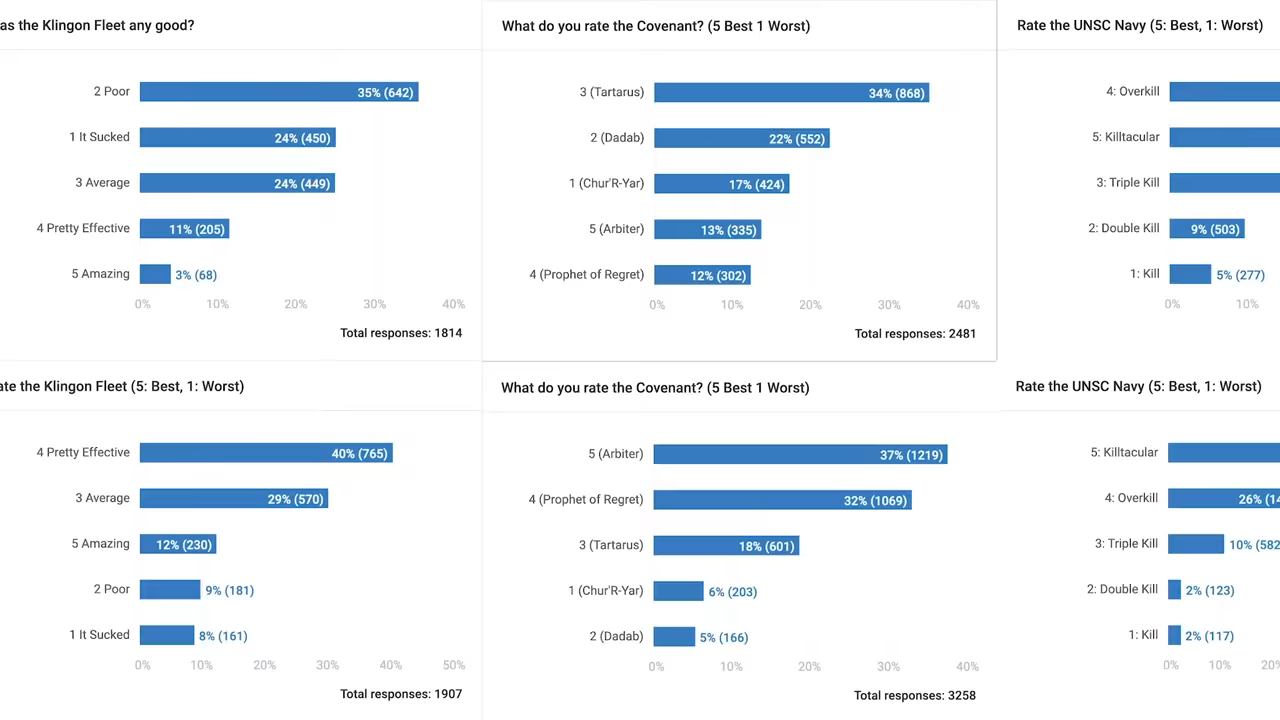 as the Klingon Fleet any good?
2 Poor
35% (642)
1 It Sucked
24% (450)
3 Average
24% (449)
4 Pretty Effective
11% (205)
5 Amazing
3% (68)
0% 10% 20% 30% 40%
Total responses: 1814
What do you rate the Covenant? (5 Best 1 Worst)
3 (Tartarus)
34% (868)
2 (Dadab)
22% (552)
1 (Chur'R-Yar)
17% (424)
5 (Arbiter)
13% (335)
4 (Prophet of Regret)
12% (302)
0% 10% 20% 30% 40%
Total responses: 2481
Rate the UNSC Navy (5: Best, 1: Worst)
4: Overkill
5: Killtacular
3: Triple Kill
2: Double Kill
9% (503)
1: Kill
5% (277)
0% 10%
ate the Klingon Fleet (5: Best, 1: Worst)
4 Pretty Effective
40% (765)
3 Average
29% (570)
5 Amazing
12% (230)
2 Poor
9% (181)
1 It Sucked
8% (161)
0% 10% 20% 30% 40% 50%
Total responses: 1907
What do you rate the Covenant? (5 Best 1 Worst)
5 (Arbiter)
37% (1219)
4 (Prophet of Regret)
32% (1069)
3 (Tartarus)
18% (601)
1 (Chur'R-Yar)
6% (203)
2 (Dadab)
5% (166)
0% 10% 20% 30% 40%
Total responses: 3258
Rate the UNSC Navy (5: Best, 1: Worst)
5: Killtacular
4: Overkill
26% (14
3: Triple Kill
10% (582
2: Double Kill
2% (123)
1: Kill
2% (117)
0% 10% 20%